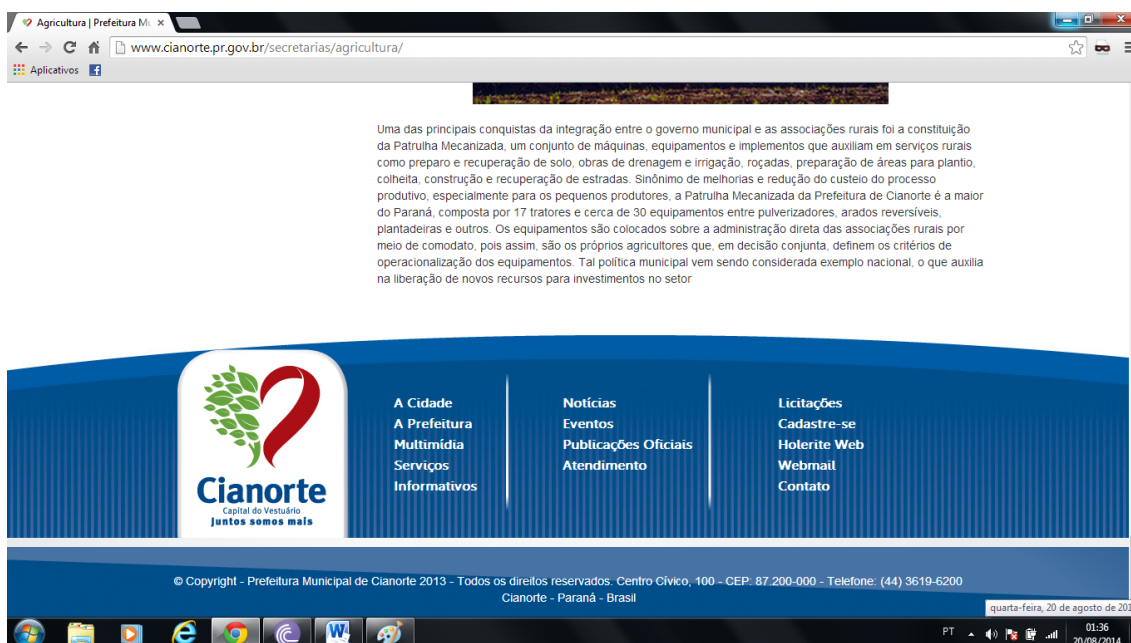 Agricultura | Prefeitura Mu
www.cianorte.pr.gov.br/secretarias/agricultura/
Aplicativos
Uma das principais conquistas da integração entre o governo municipal e as associações rurais foi a constituição
da Patrulha Mecanizada, um conjunto de máquinas, equipamentos e implementos que auxiliam em serviços rurais
como preparo e recuperação de solo, obras de drenagem e irrigação, roçadas, preparação de áreas para plantio,
colheita, construção e recuperação de estradas. Sinônimo de melhorias e redução do custeio do processo
produtivo, especialmente para os pequenos produtores, a Patrulha Mecanizada da Prefeitura de Cianorte é a maior
do Paraná, composta por 17 tratores e cerca de 30 equipamentos entre pulverizadores, arados reversíveis,
plantadeiras e outros. Os equipamentos são colocados sobre a administração direta das associações rurais por
meio de comodato, pois assim, são os próprios agricultores que, em decisão conjunta, definem os critérios de
operacionalização dos equipamentos. Tal política municipal vem sendo considerada exemplo nacional, o que auxilia
na liberação de novos recursos para investimentos no setor
Cianorte
Capital do Vestuário
Juntos somos mais
A Cidade
A Prefeitura
Multimídia
Serviços
Informativos
Notícias
Eventos
Publicações Oficiais
Atendimento
Licitações
Cadastre-se
Holerite Web
Webmail
Contato
© Copyright - Prefeitura Municipal de Cianorte 2013 - Todos os direitos reservados. Centro Cívico, 100 - CEP: 87.200-000 - Telefone: (44) 3619-6200
Cianorte - Paraná - Brasil
quarta-feira, 20 de agosto de 201
PT
01:36
20/08/2014